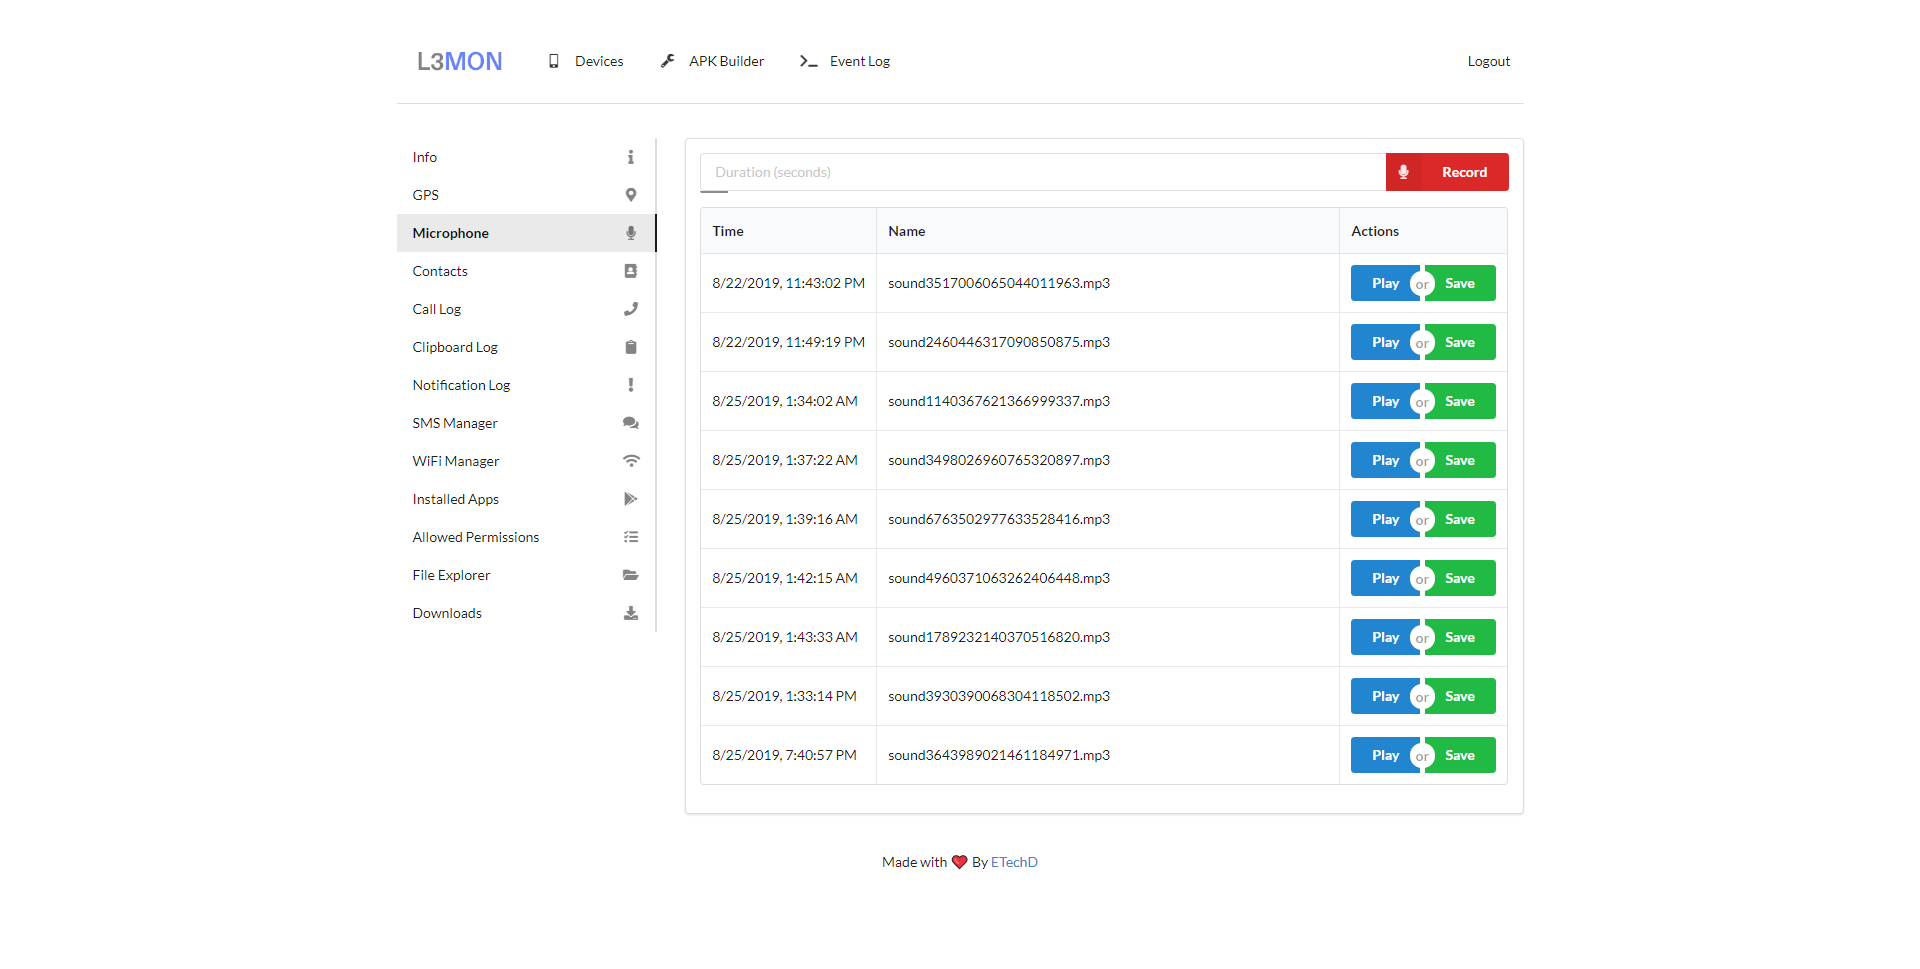 L3MON Devices APK Builder Event Log Logout
Info
GPS
Microphone
Contacts
Call Log
Clipboard Log
Notification Log
SMS Manager
WiFi Manager
Installed Apps
Allowed Permissions
File Explorer
Downloads
Duration (seconds) Record
Time Name Actions
8/22/2019, 11:43:02 PM sound3517006065044011963.mp3 Play or Save
8/22/2019, 11:49:19 PM sound2460446317090850875.mp3 Play or Save
8/25/2019, 1:34:02 AM sound1140367621366999337.mp3 Play or Save
8/25/2019, 1:37:22 AM sound3498026960765320897.mp3 Play or Save
8/25/2019, 1:39:16 AM sound6763502977633528416.mp3 Play or Save
8/25/2019, 1:42:15 AM sound4960371063262406448.mp3 Play or Save
8/25/2019, 1:43:33 AM sound1789232140370516820.mp3 Play or Save
8/25/2019, 1:33:14 PM sound3930390068304118502.mp3 Play or Save
8/25/2019, 7:40:57 PM sound3643989021461184971.mp3 Play or Save
Made with ❤ By ETechD